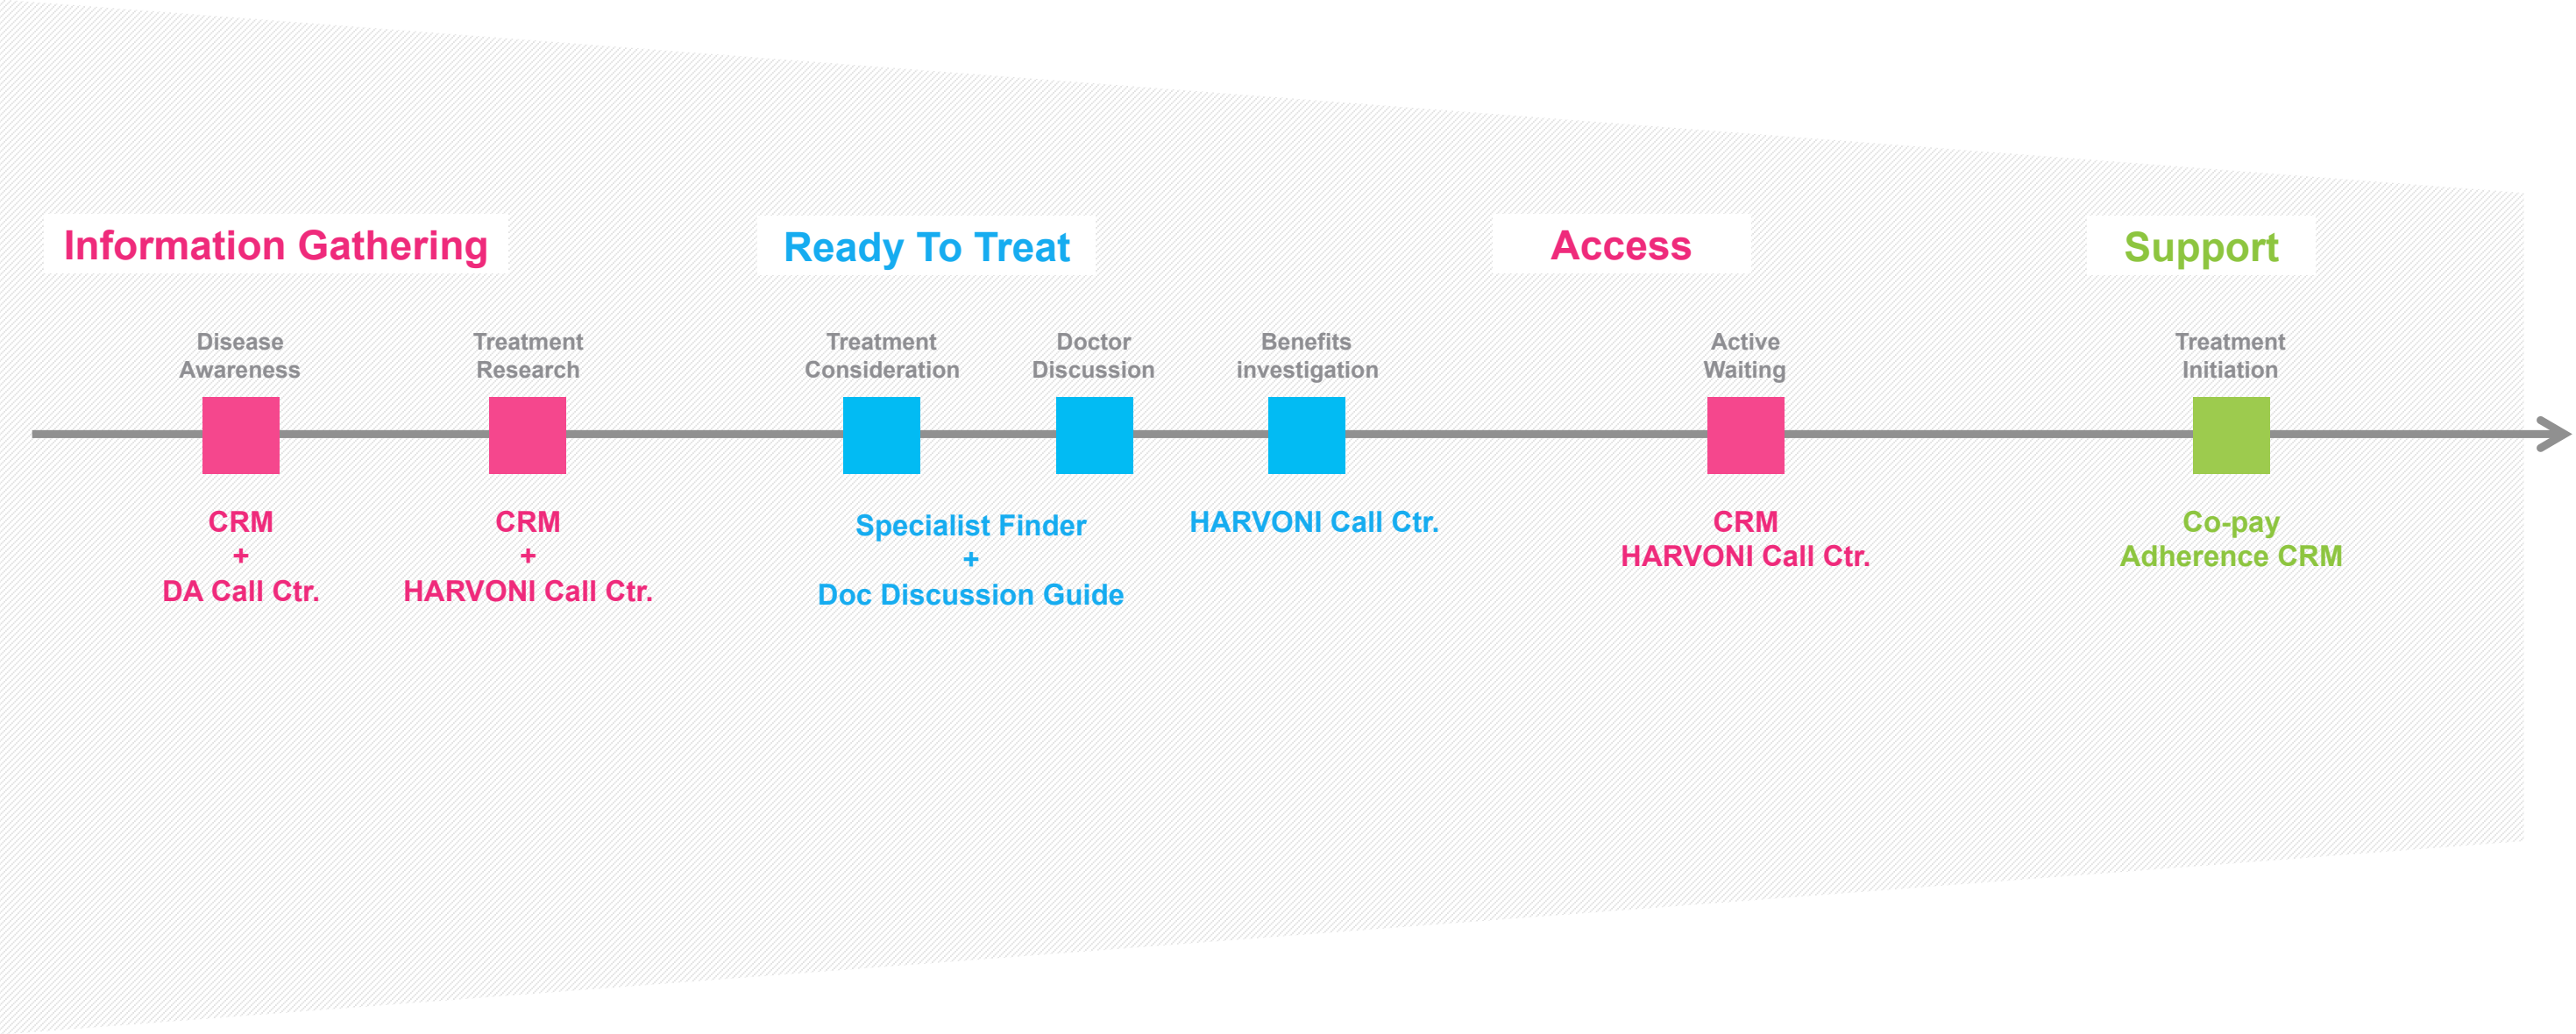 Information Gathering
Ready To Treat
Access
Support
Disease
Awareness
Treatment
Research
Treatment
Consideration
Doctor
Discussion
Benefits
investigation
Active
Waiting
Treatment
Initiation
CRM
+
DA Call Ctr.
CRM
+
HARVONI Call Ctr.
Specialist Finder
+
Doc Discussion Guide
HARVONI Call Ctr.
CRM
HARVONI Call Ctr.
Co-pay
Adherence CRM